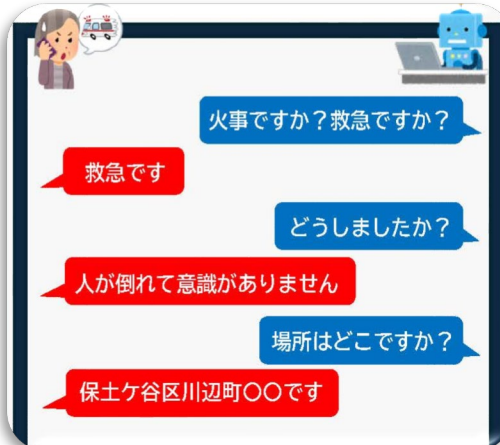 火事ですか？救急ですか？
救急です
どうしましたか？
人が倒れて意識がありません
場所はどこですか？
保土ケ谷区川辺町〇〇です